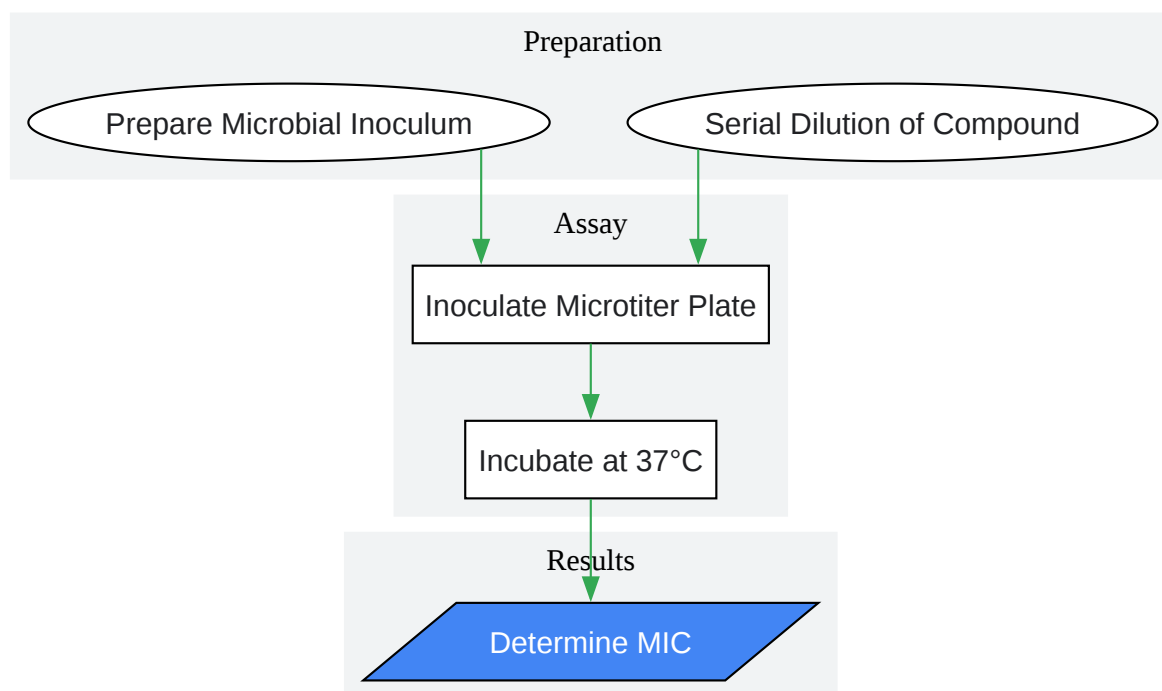 Preparation
Prepare Microbial Inoculum
Serial Dilution of Compound
Assay
Inoculate Microtiter Plate
Incubate at 37°C
Results
Determine MIC